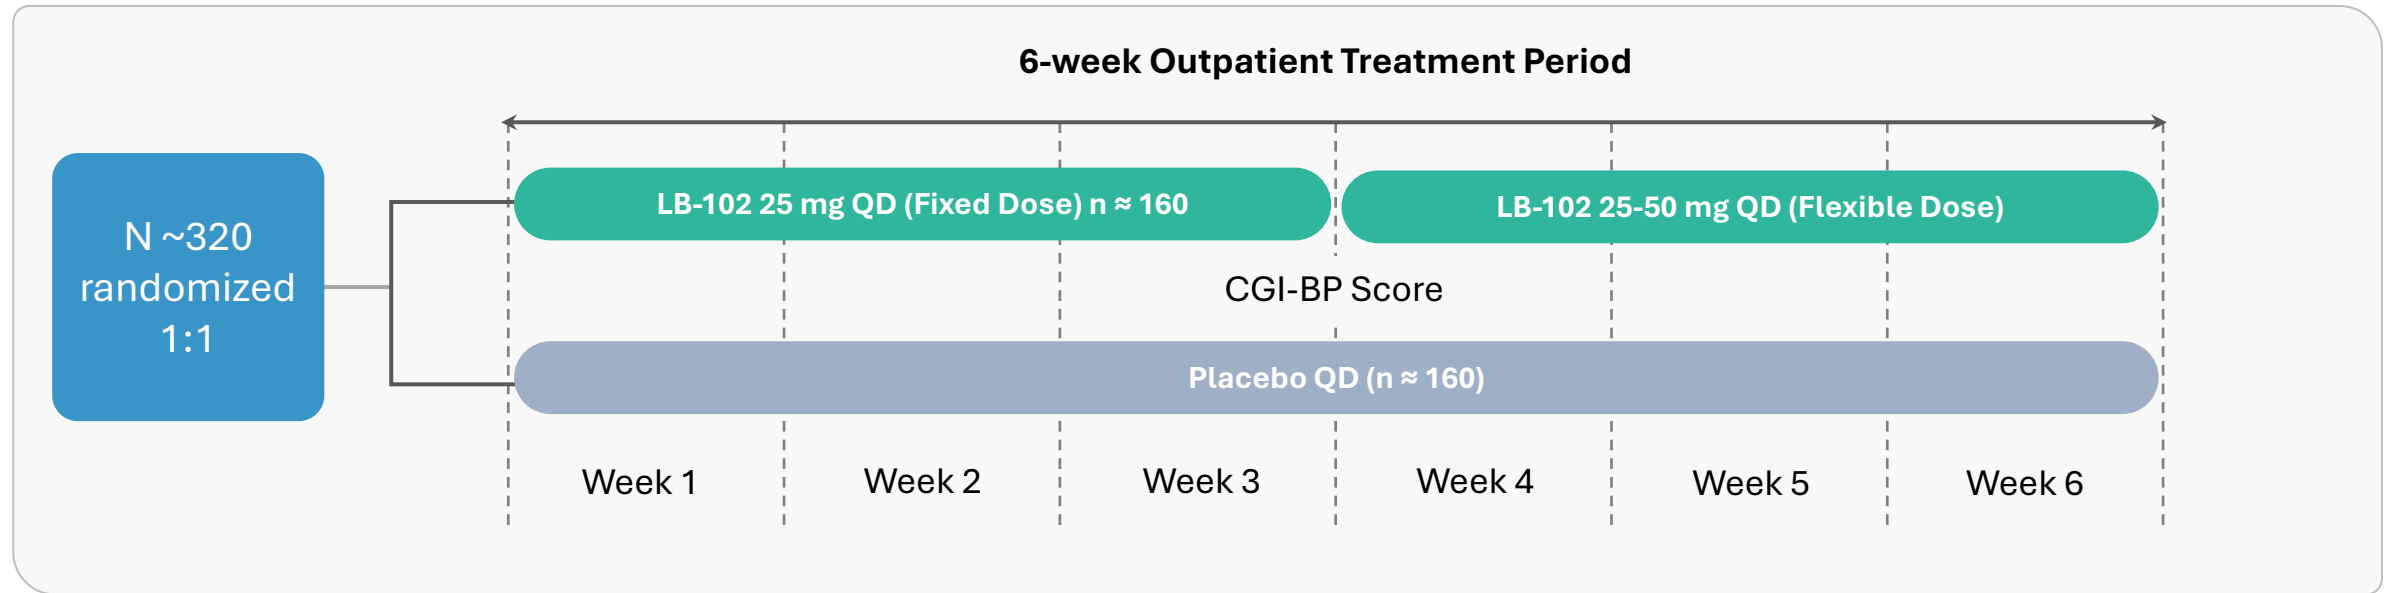 6-week Outpatient Treatment Period
N ~320
randomized
1:1
LB-102 25 mg QD (Fixed Dose) n ≈ 160
LB-102 25-50 mg QD (Flexible Dose)
CGI-BP Score
Placebo QD (n ≈ 160)
Week 1
Week 2
Week 3
Week 4
Week 5
Week 6